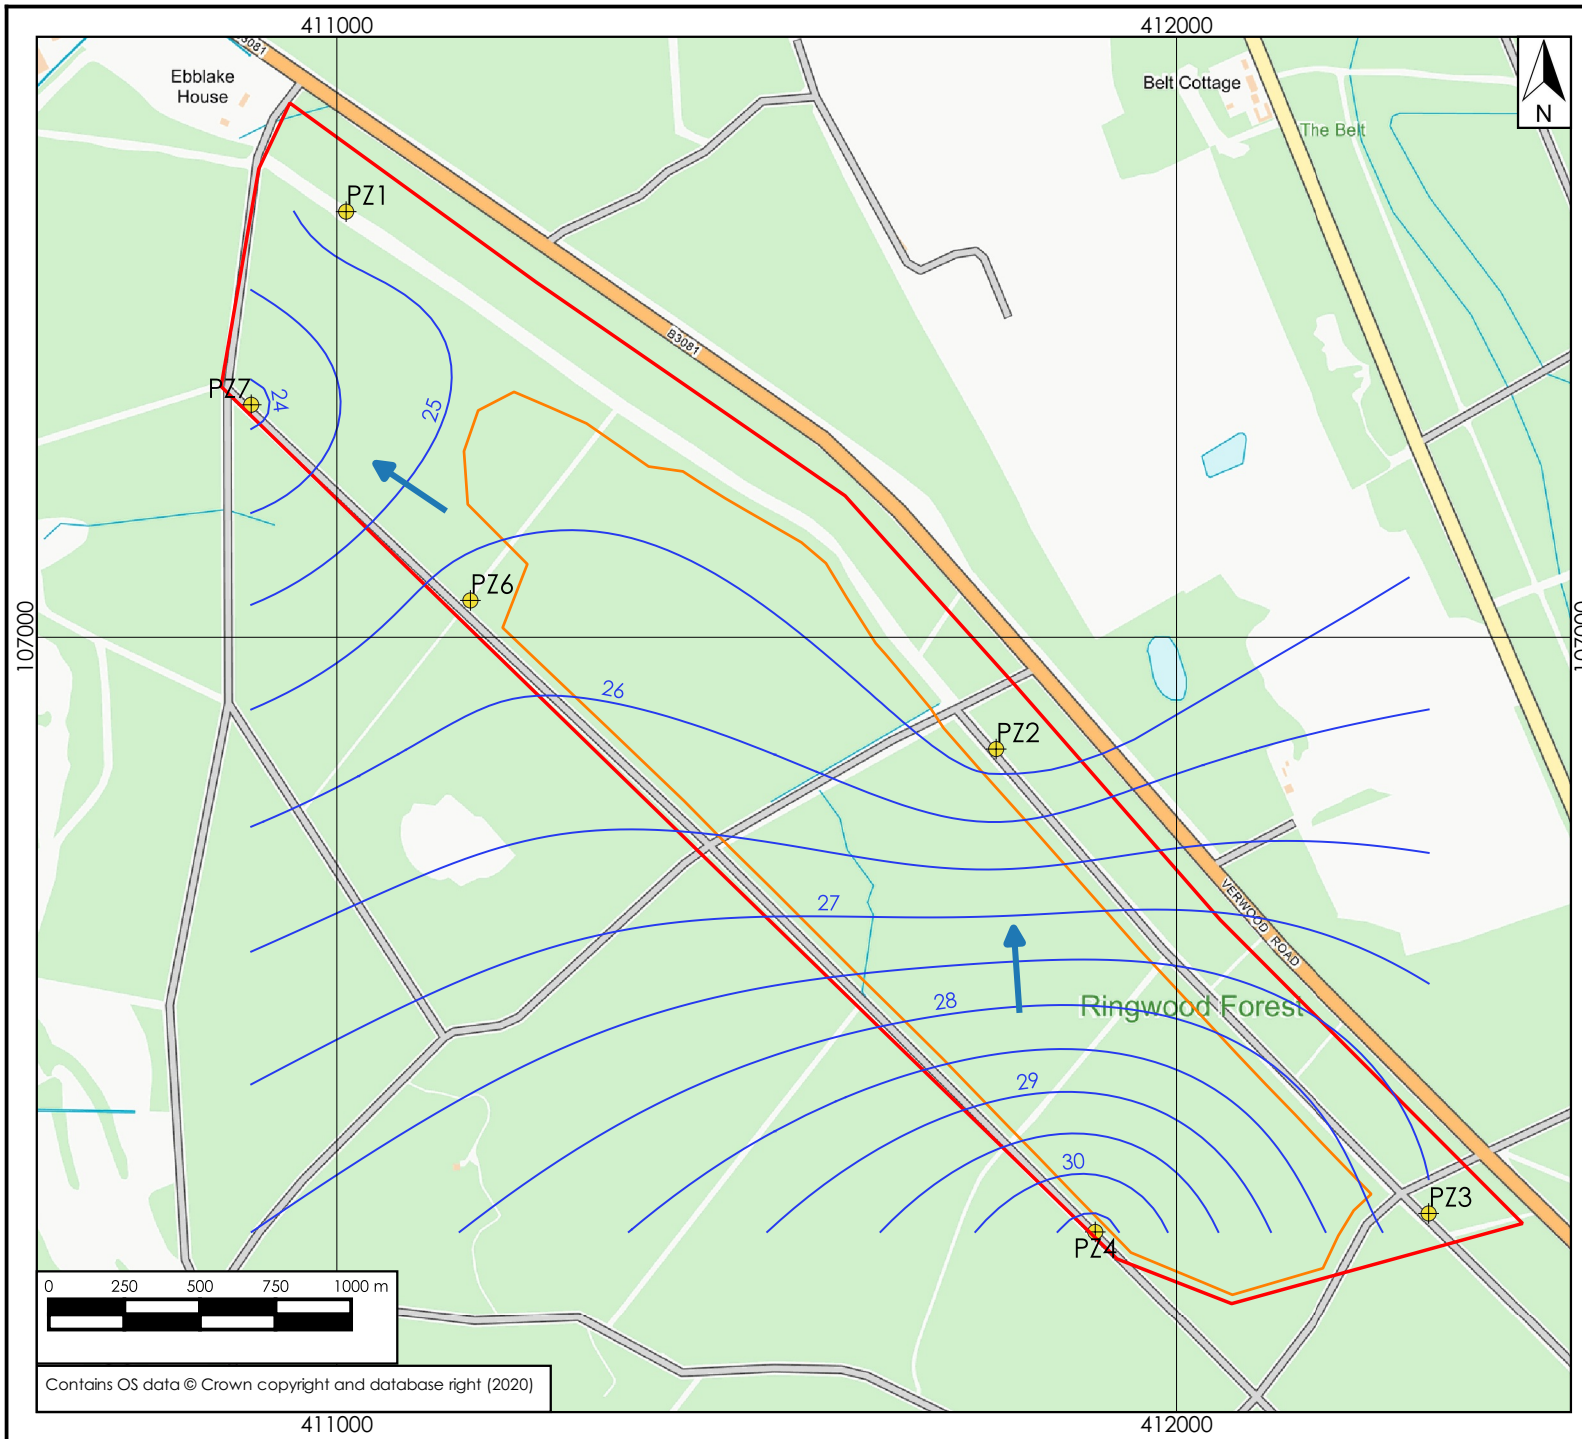 411000
412000
B3081
Ebblake
House
Belt Cottage
The Belt
N
PZ1
B3081
PZ7
24
25
PZ6
107000
107000
26
PZ2
27
VERWOOD ROAD
28
Ringwood Forest
29
30
PZ3
PZ4
0 250 500 750 1000 m
Contains OS data © Crown copyright and database right (2020)
411000
412000